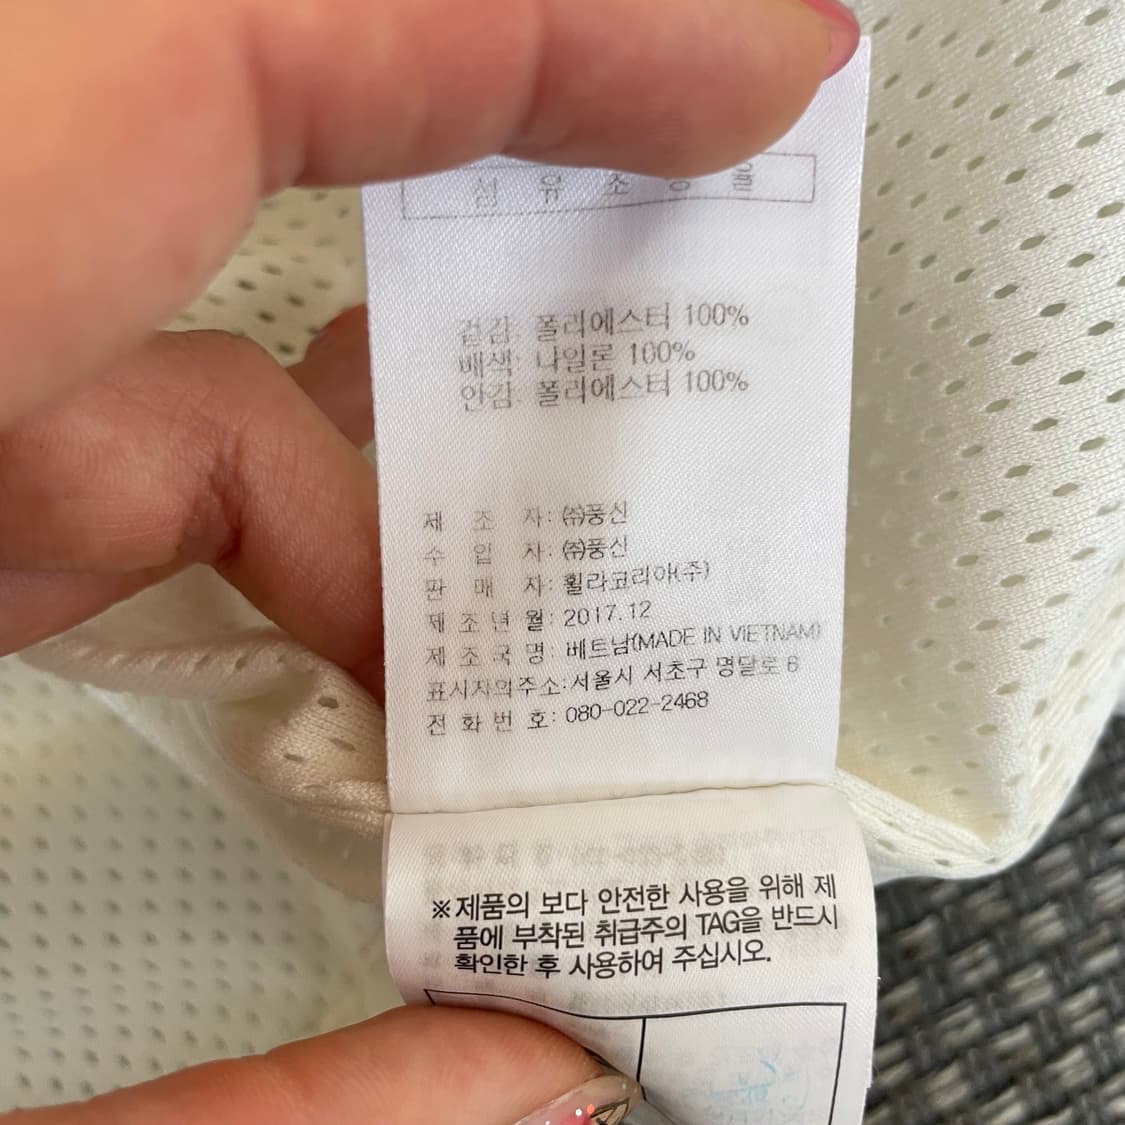 섬 유 조 성 율
겉감: 폴리에스터 100%
배색: 나일론 100%
안감: 폴리에스터 100%
제 조 자: ㈜풍신
수 입 자: ㈜풍신
판 매 자: 휠라코리아(주)
제 조 년 월: 2017.12
제 조 국 명: 베트남(MADE IN VIETNAM)
표시자의주소:서울시 서초구 명달로 6
전 화 번 호: 080-022-2468
※제품의 보다 안전한 사용을 위해 제
품에 부착된 취급주의 TAG을 반드시
확인한 후 사용하여 주십시오.